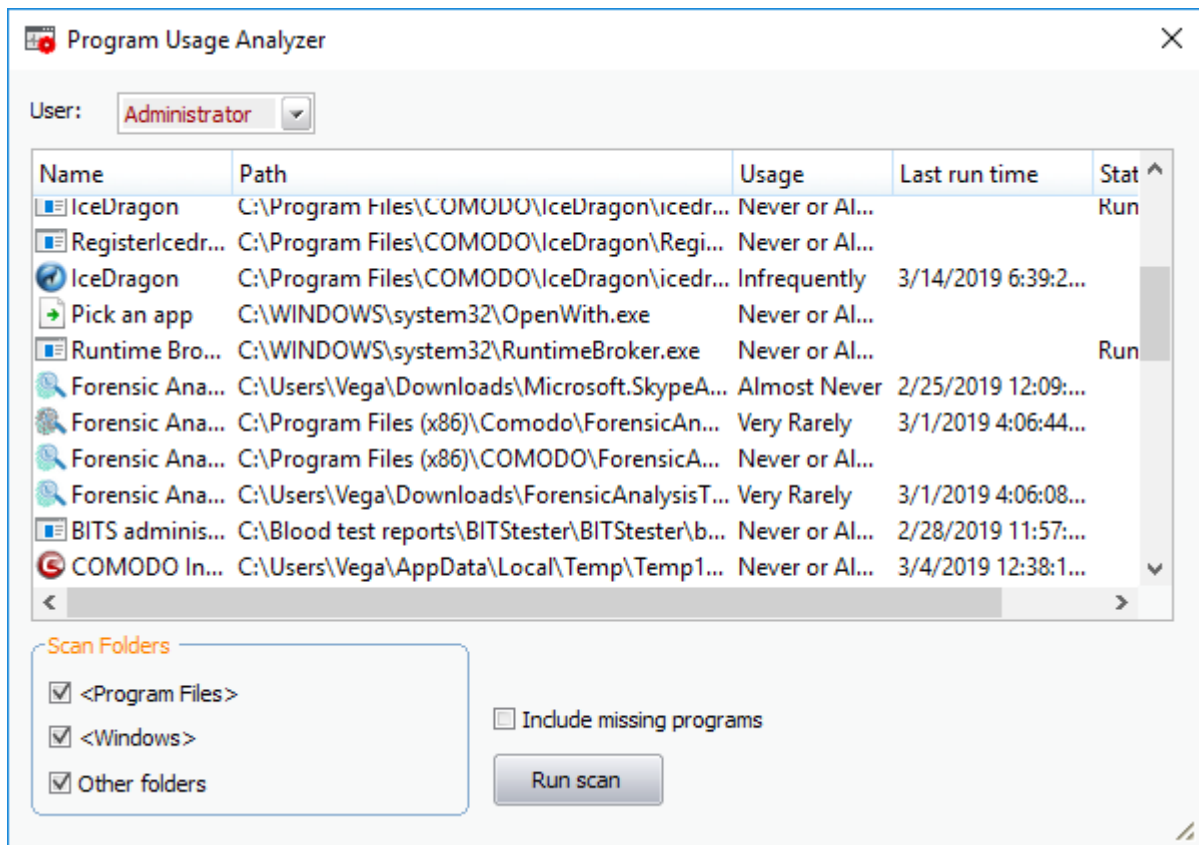 Program Usage Analyzer
User: Administrator
Name Path Usage Last run time Stat
IceDragon C:\Program Files\COMODO\IceDragon\icedr... Never or Al... Run
RegisterIcedr... C:\Program Files\COMODO\IceDragon\Regi... Never or Al...
IceDragon C:\Program Files\COMODO\IceDragon\icedr... Infrequently 3/14/2019 6:39:2...
Pick an app C:\WINDOWS\system32\OpenWith.exe Never or Al...
Runtime Bro... C:\WINDOWS\system32\RuntimeBroker.exe Never or Al... Run
Forensic Ana... C:\Users\Vega\Downloads\Microsoft.SkypeA... Almost Never 2/25/2019 12:09:...
Forensic Ana... C:\Program Files (x86)\Comodo\ForensicAn... Very Rarely 3/1/2019 4:06:44...
Forensic Ana... C:\Program Files (x86)\COMODO\ForensicA... Never or Al...
Forensic Ana... C:\Users\Vega\Downloads\ForensicAnalysisT... Very Rarely 3/1/2019 4:06:08...
BITS adminis... C:\Blood test reports\BITStester\BITStester\b... Never or Al... 2/28/2019 11:57:...
COMODO In... C:\Users\Vega\AppData\Local\Temp\Temp1... Never or Al... 3/4/2019 12:38:1...
Scan Folders
<Program Files>
<Windows>
Other folders
Include missing programs
Run scan